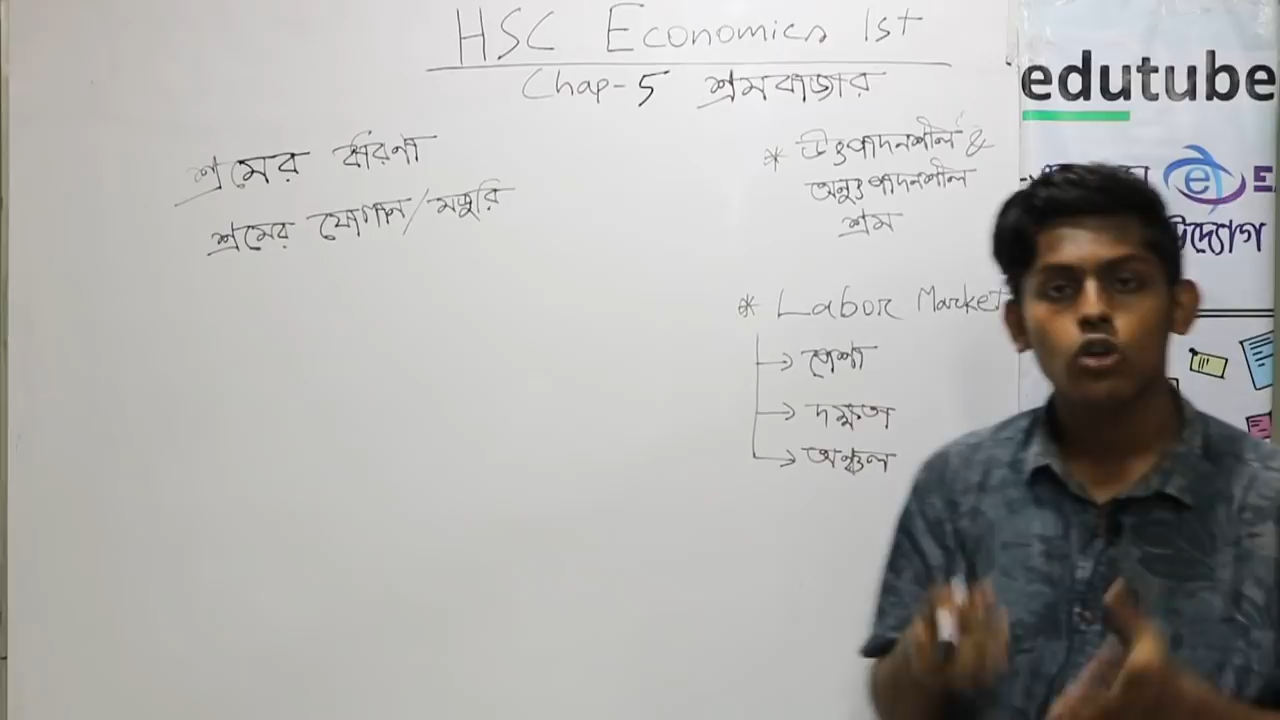 HSC Economics 1st
Chap-5 শ্রমবাজার
শ্রমের ধারণা
শ্রমের যোগান/মজুরি
* উৎপাদনশীল &
অনুৎপাদনশীল
শ্রম
* Labor Market
→ পেশা
→ দক্ষতা
→ অঞ্চল
edutube
উদ্যোগ